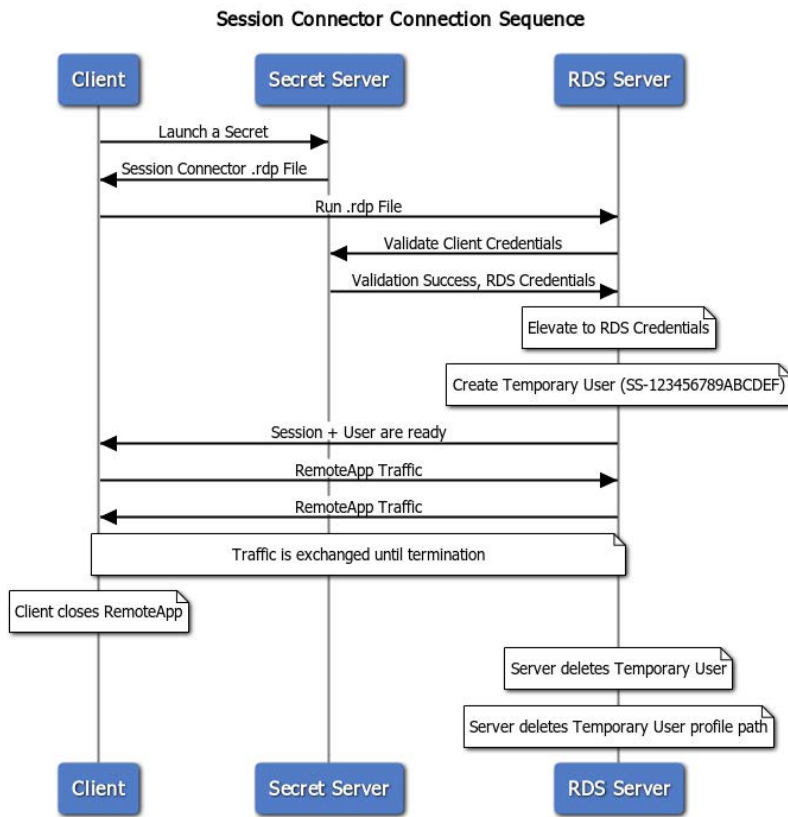 Session Connector Connection Sequence
Client
Secret Server
RDS Server
Launch a Secret
Session Connector .rdp File
Run .rdp File
Validate Client Credentials
Validation Success, RDS Credentials
Elevate to RDS Credentials
Create Temporary User (SS-123456789ABCDEF)
Session + User are ready
RemoteApp Traffic
RemoteApp Traffic
Traffic is exchanged until termination
Client closes RemoteApp
Server deletes Temporary User
Server deletes Temporary User profile path
Client
Secret Server
RDS Server